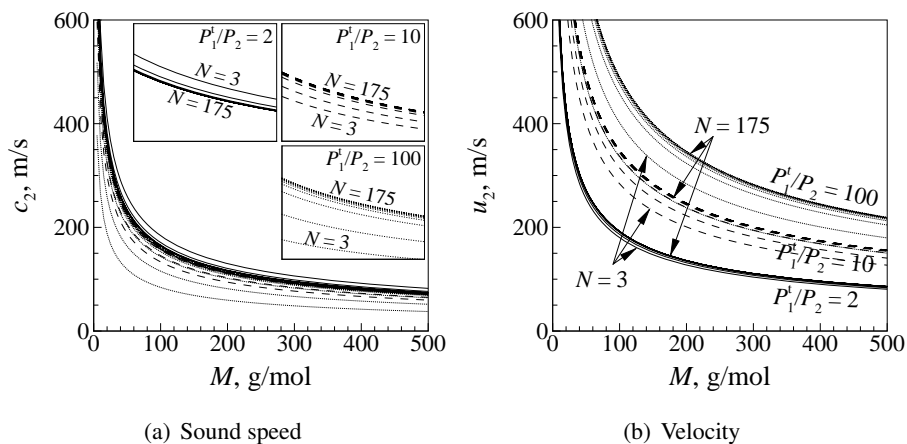 600
400
200
0
c₂, m/s
0
100
200
300
400
500
M, g/mol
P₁ᵗ/P₂ = 2
N = 3
N = 175
P₁ᵗ/P₂ = 10
N = 175
N = 3
P₁ᵗ/P₂ = 100
N = 175
N = 3
(a) Sound speed
600
400
200
0
u₂, m/s
0
100
200
300
400
500
M, g/mol
N = 175
P₁ᵗ/P₂ = 100
P₁ᵗ/P₂ = 10
N = 3
P₁ᵗ/P₂ = 2
(b) Velocity